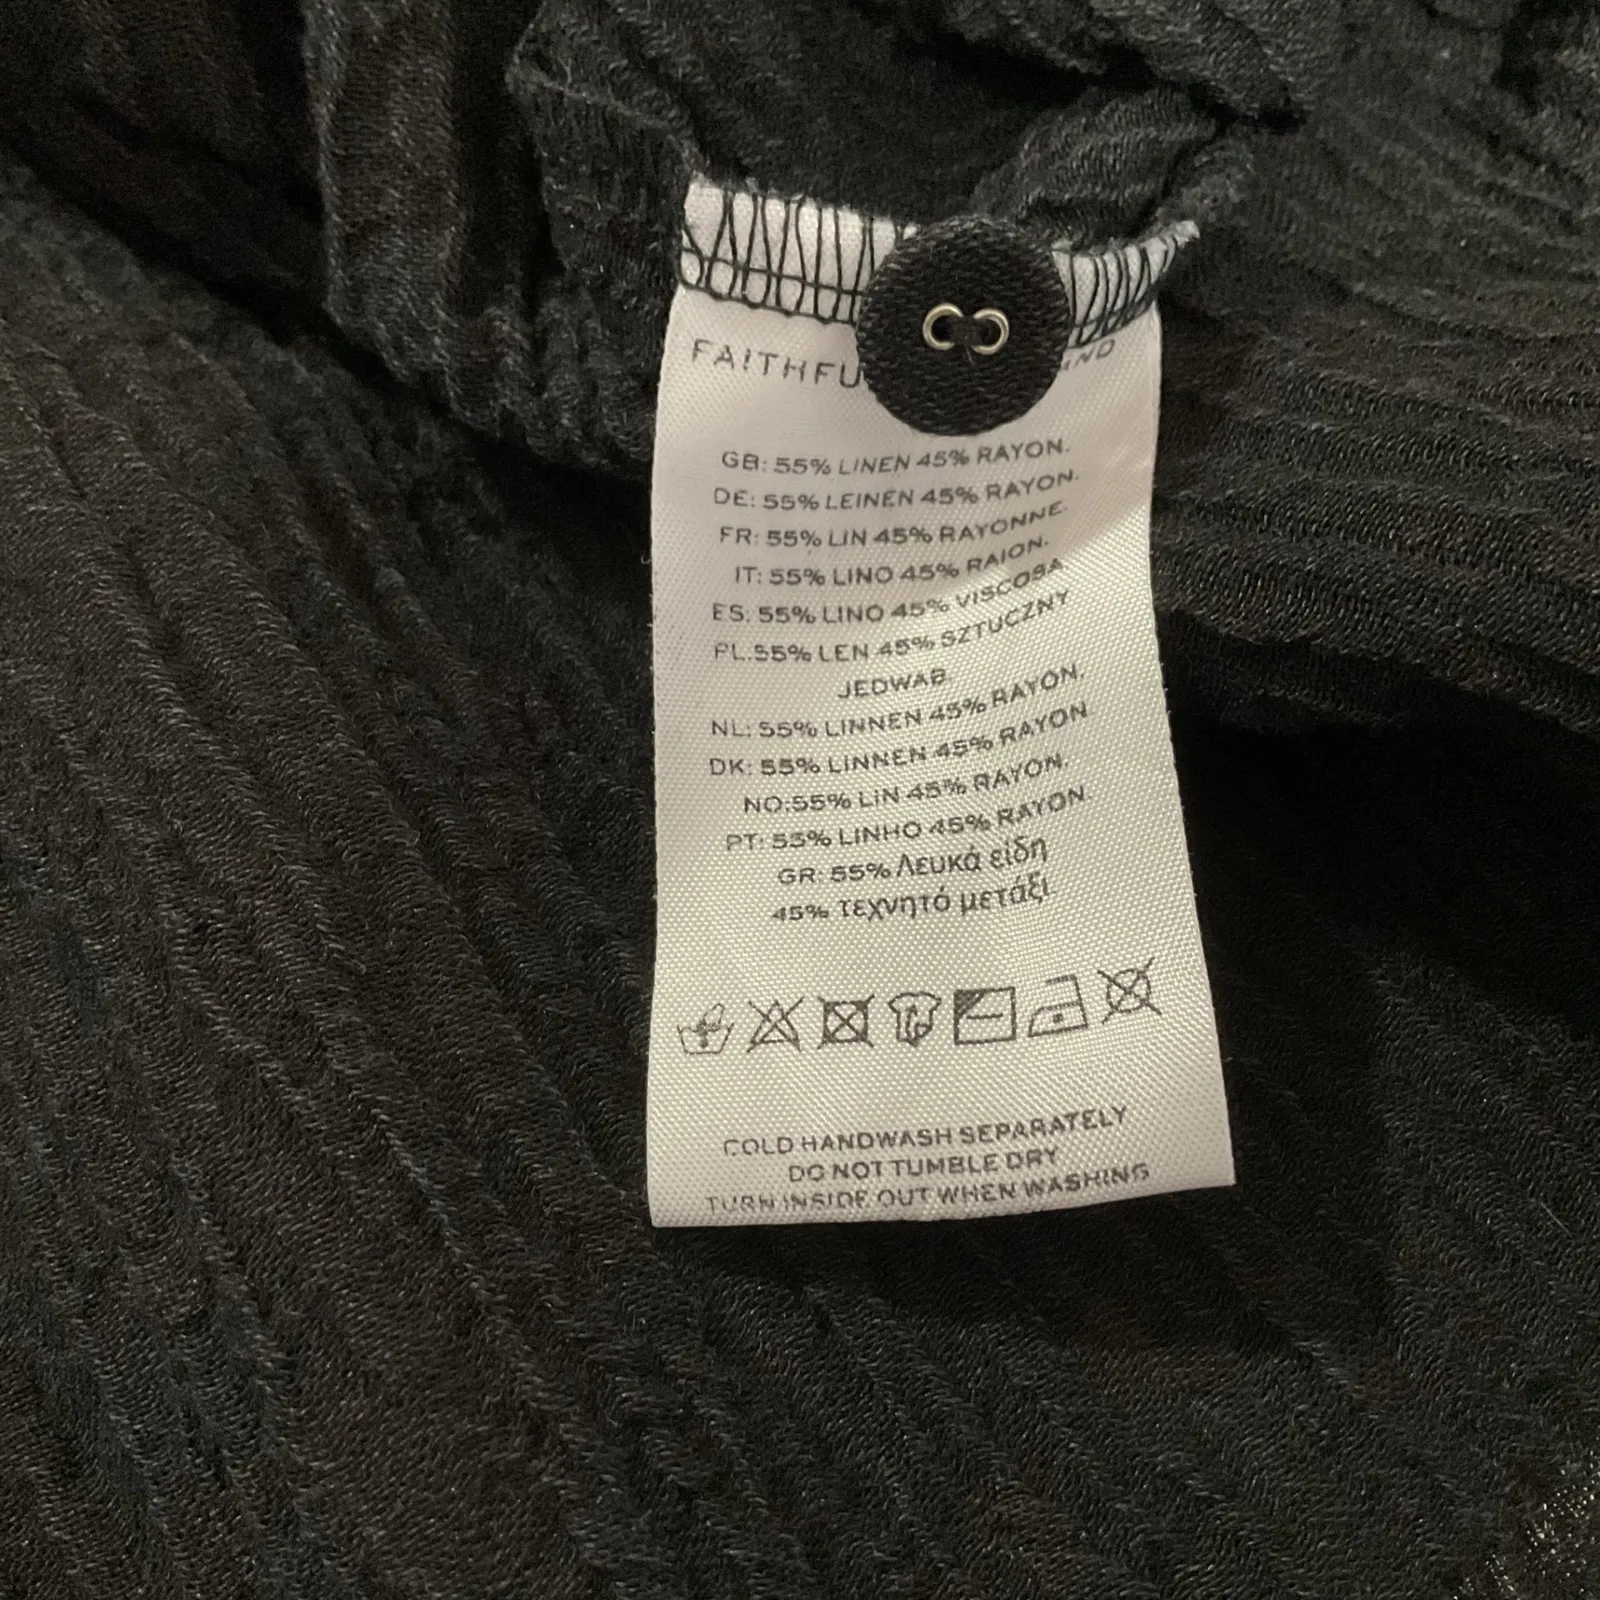 FAITHFU
GB: 55% LINEN 45% RAYON.
DE: 55% LEINEN 45% RAYON.
FR: 55% LIN 45% RAYONNE.
IT: 55% LINO 45% RAION.
ES: 55% LINO 45% VISCOSA
PL.55% LEN 45% SZTUCZNY
JEDWAB.
NL: 55% LINNEN 45% RAYON.
DK: 55% LINNEN 45% RAYON
NO:55% LIN 45% RAYON.
PT: 55% LINHO 45% RAYON
GR: 55% Λευκά είδη
45% τεχνητό μετάξι
COLD HANDWASH SEPARATELY
DO NOT TUMBLE DRY
TURN INSIDE OUT WHEN WASHING